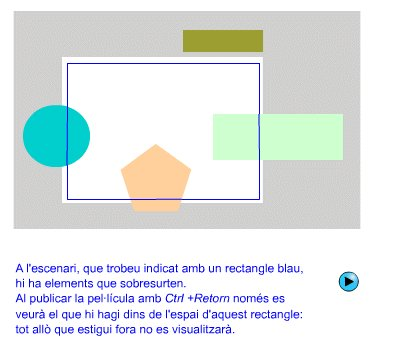 A l'escenari, que trobeu indicat amb un rectangle blau,
hi ha elements que sobresurten.
Al publicar la pel·lícula amb Ctrl +Retorn només es
veurà el que hi hagi dins de l'espai d'aquest rectangle:
tot allò que estigui fora no es visualitzarà.